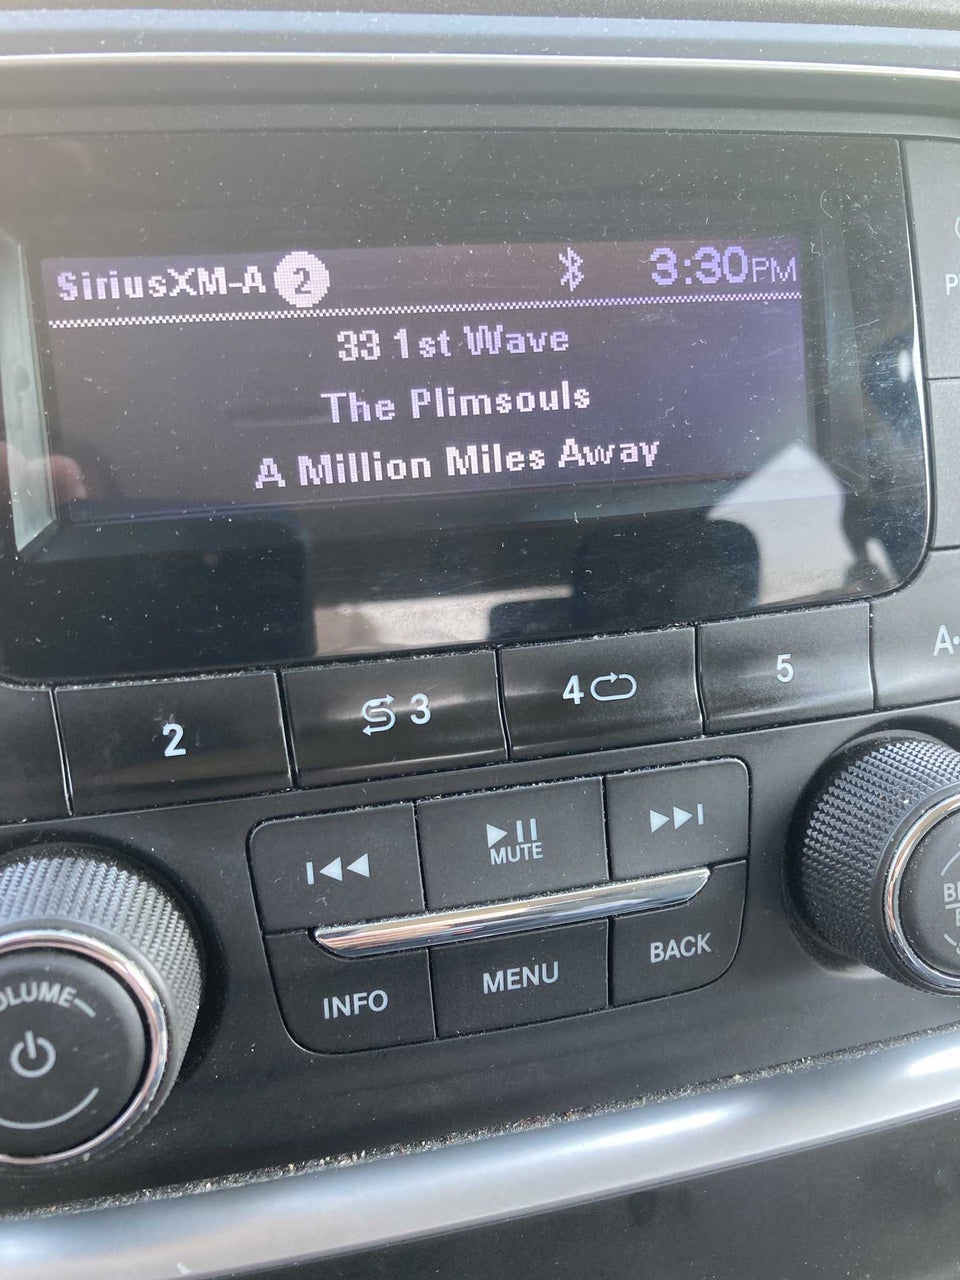 SiriusXM-A 2 3:30PM
33 1st Wave
The Plimsouls
A Million Miles Away
2 3 4 5
MUTE
INFO MENU BACK